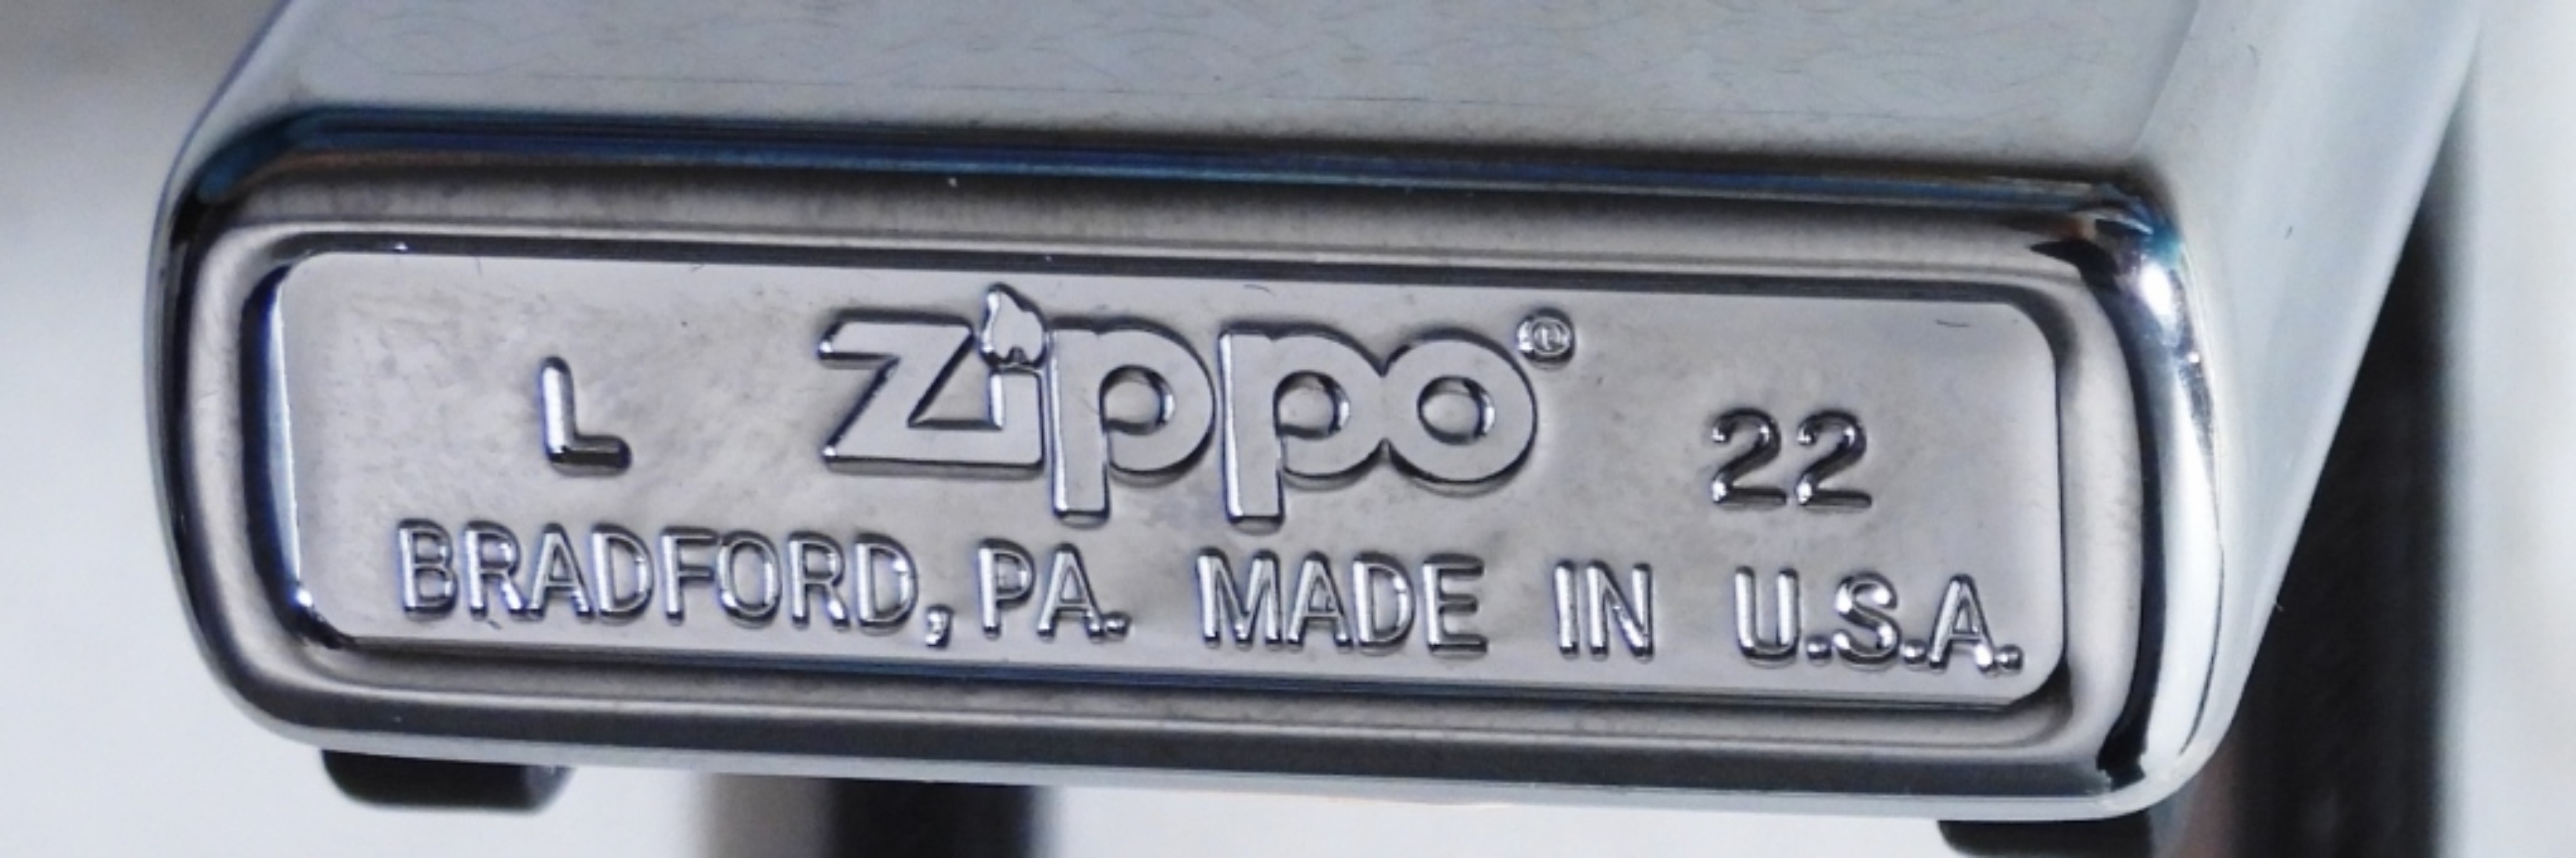 L Zippo® 22
BRADFORD, PA. MADE IN U.S.A.